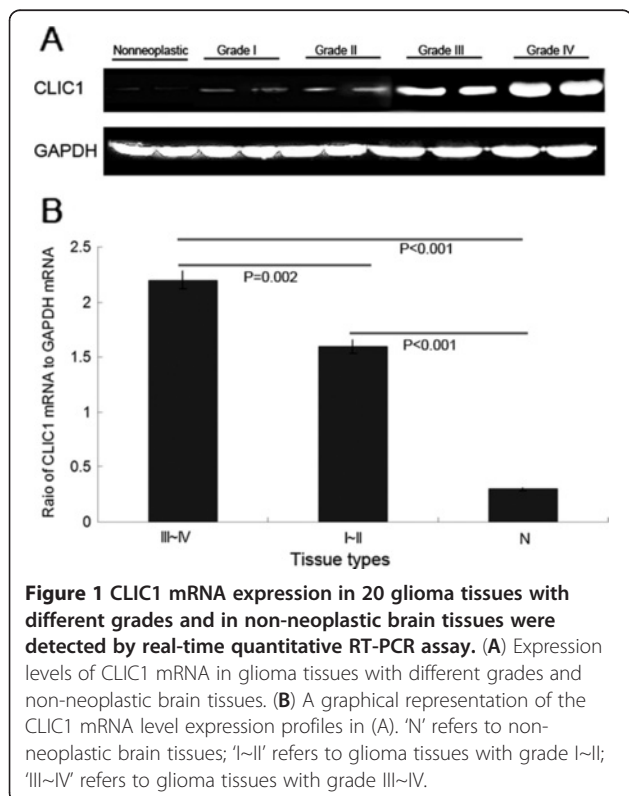 A
Nonneoplastic Grade I Grade II Grade III Grade IV
CLIC1
GAPDH
B
Raio of CLIC1 mRNA to GAPDH mRNA
2.5
2
1.5
1
0.5
0
P<0.001
P=0.002
P<0.001
III~IV I~II N
Tissue types
Figure 1 CLIC1 mRNA expression in 20 glioma tissues with
different grades and in non-neoplastic brain tissues were
detected by real-time quantitative RT-PCR assay. (A) Expression
levels of CLIC1 mRNA in glioma tissues with different grades and
non-neoplastic brain tissues. (B) A graphical representation of the
CLIC1 mRNA level expression profiles in (A). ‘N’ refers to non-
neoplastic brain tissues; ‘I~II’ refers to glioma tissues with grade I~II;
‘III~IV’ refers to glioma tissues with grade III~IV.